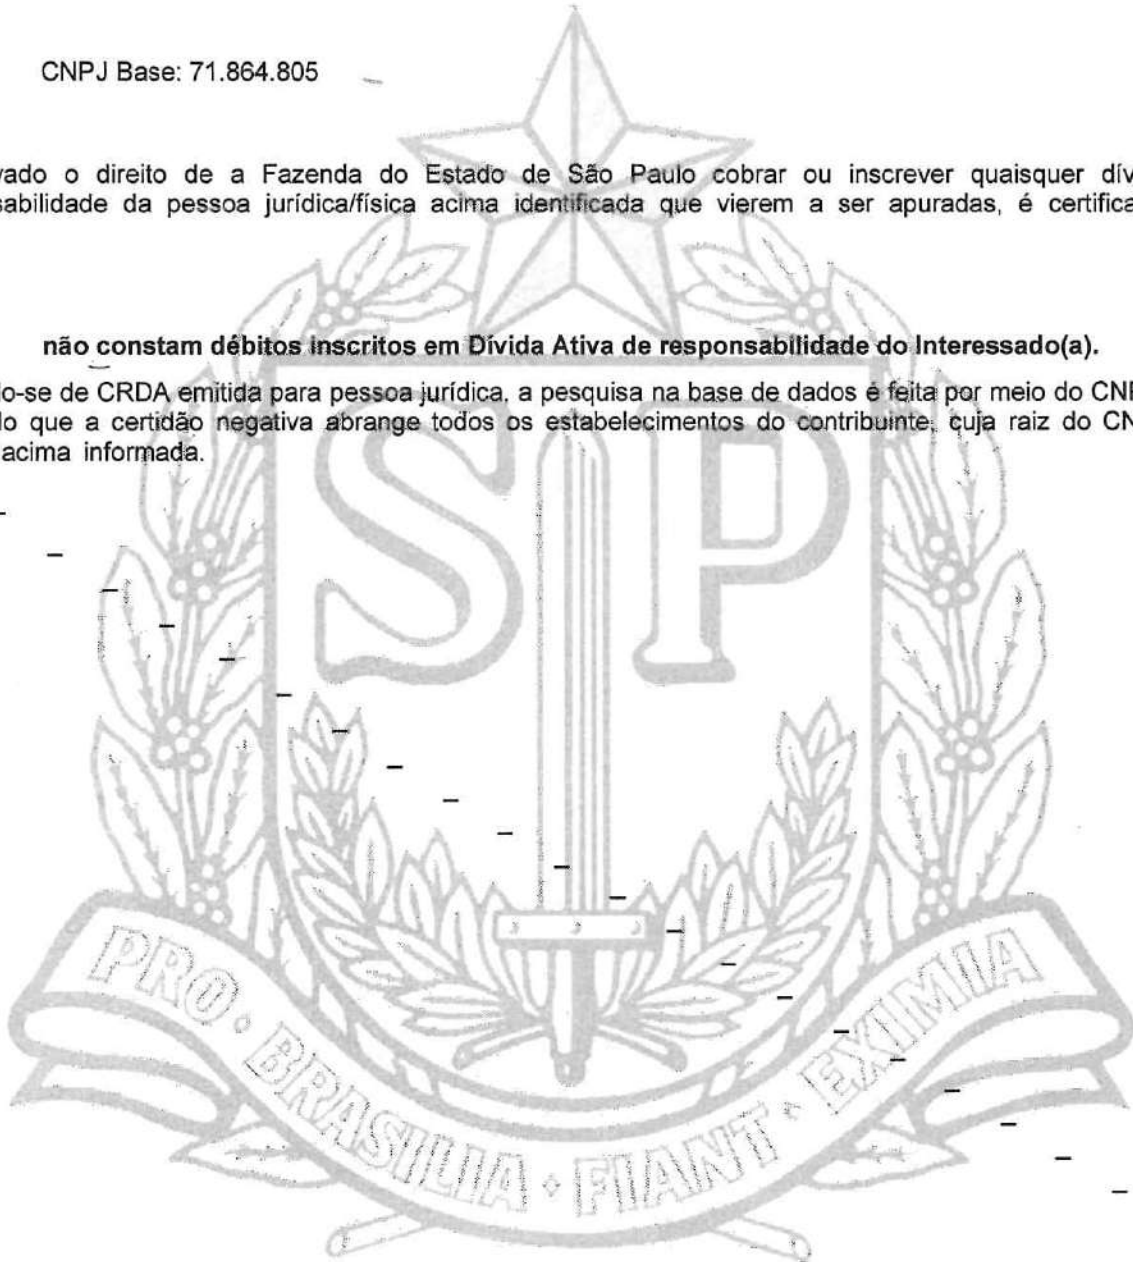 CNPJ Base: 71.864.805
vado o direito de a Fazenda do Estado de São Paulo cobrar ou inscrever quaisquer dív
sabilidade da pessoa jurídica/física acima identificada que vierem a ser apuradas, é certifica
não constam débitos inscritos em Dívida Ativa de responsabilidade do Interessado(a).
do-se de CRDA emitida para pessoa jurídica, a pesquisa na base de dados é feita por meio do CNP
do que a certidão negativa abrange todos os estabelecimentos do contribuinte, cuja raiz do CN
acima informada.
SP
PRO · BRASILIA · FIANT · EXIMIA